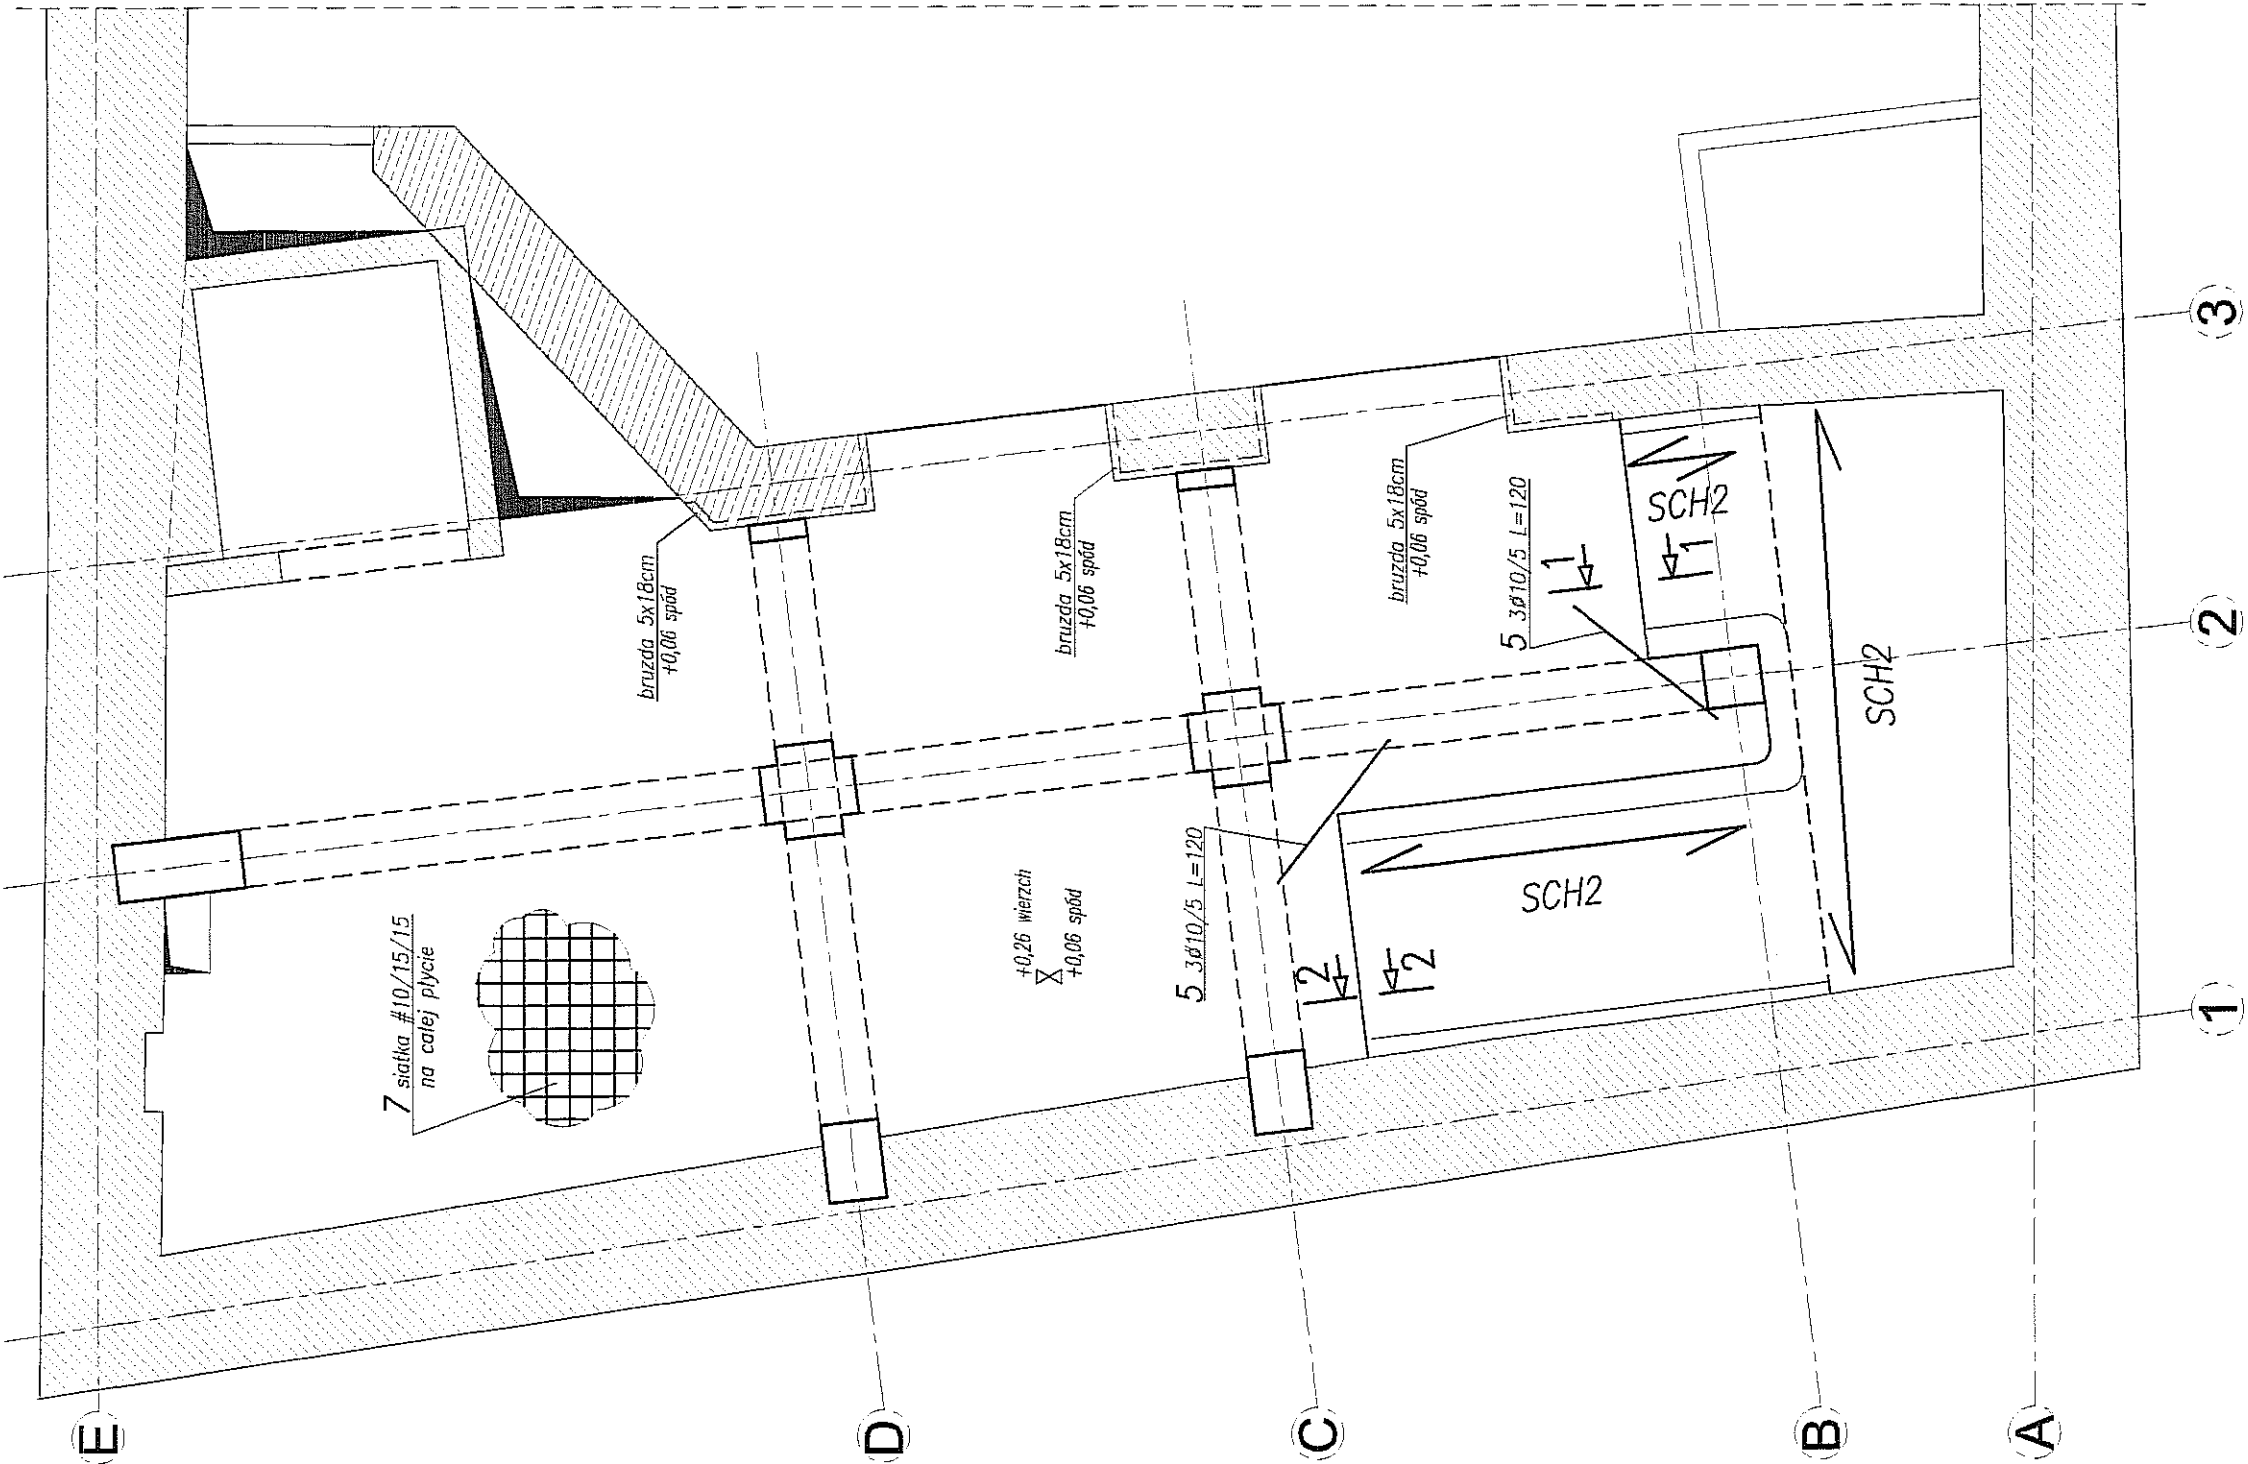 7 siatka #10/15/15
na całej płycie
bruzda 5x18cm
+0,06 spód
+0,26 wierzch
+0,06 spód
bruzda 5x18cm
+0,06 spód
5 3ø10/5 L=120
bruzda 5x18cm
+0,06 spód
5 3ø10/5 L=120
2
2
1
1
SCH2
SCH2
SCH2
E
D
C
B
A
1
2
3